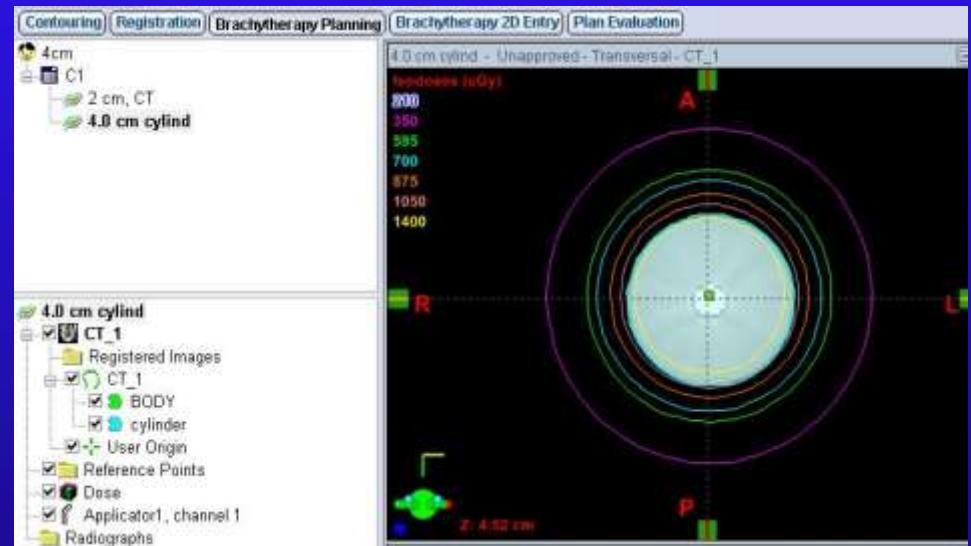 Contouring Registration Brachytherapy Planning Brachytherapy 2D Entry Plan Evaluation
4cm
C1
2 cm, CT
4.0 cm cylind
4.0 cm cylind - Unapproved - Transversal - CT_1
Isodoses (cGy)
210
350
595
700
875
1050
1400
A
R
L
P
Z: 4.52 cm
4.0 cm cylind
CT_1
Registered Images
CT_1
BODY
cylinder
User Origin
Reference Points
Dose
Applicator1, channel 1
Radiographs